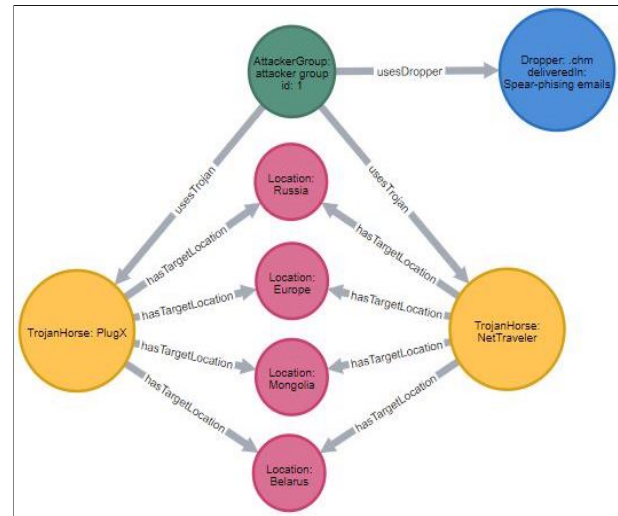 AttackerGroup:
attacker group
id: 1
usesDropper
Dropper: .chm
deliveredIn:
Spear-phising emails
usesTrojan
usesTrojan
Location:
Russia
hasTargetLocation
hasTargetLocation
Location:
Europe
hasTargetLocation
hasTargetLocation
TrojanHorse: PlugX
TrojanHorse:
NetTraveler
hasTargetLocation
hasTargetLocation
Location:
Mongolia
hasTargetLocation
hasTargetLocation
Location:
Belarus